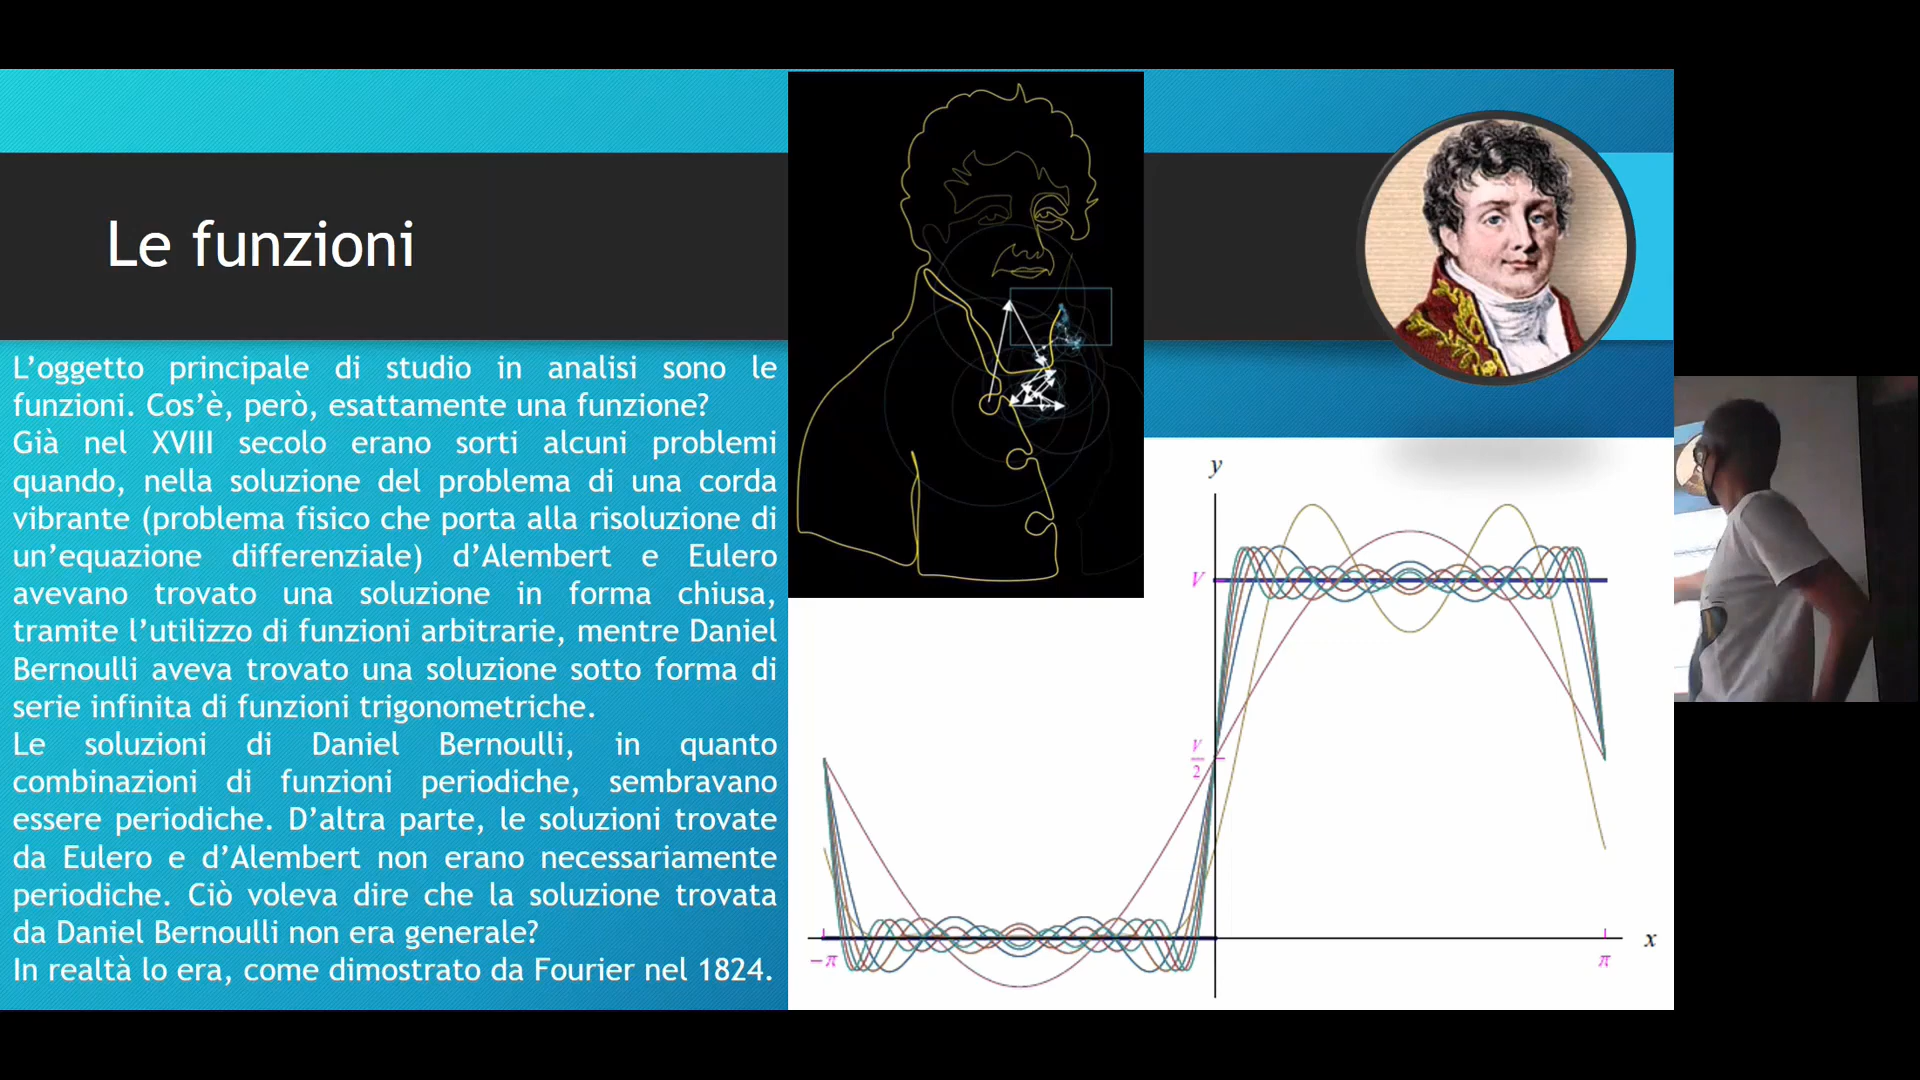 Le funzioni
L’oggetto principale di studio in analisi sono le
funzioni. Cos’è, però, esattamente una funzione?
Già nel XVIII secolo erano sorti alcuni problemi
quando, nella soluzione del problema di una corda
vibrante (problema fisico che porta alla risoluzione di
un’equazione differenziale) d’Alembert e Eulero
avevano trovato una soluzione in forma chiusa,
tramite l’utilizzo di funzioni arbitrarie, mentre Daniel
Bernoulli aveva trovato una soluzione sotto forma di
serie infinita di funzioni trigonometriche.
Le soluzioni di Daniel Bernoulli, in quanto
combinazioni di funzioni periodiche, sembravano
essere periodiche. D’altra parte, le soluzioni trovate
da Eulero e d’Alembert non erano necessariamente
periodiche. Ciò voleva dire che la soluzione trovata
da Daniel Bernoulli non era generale?
In realtà lo era, come dimostrato da Fourier nel 1824.
y
V
V
2
x
−π
π